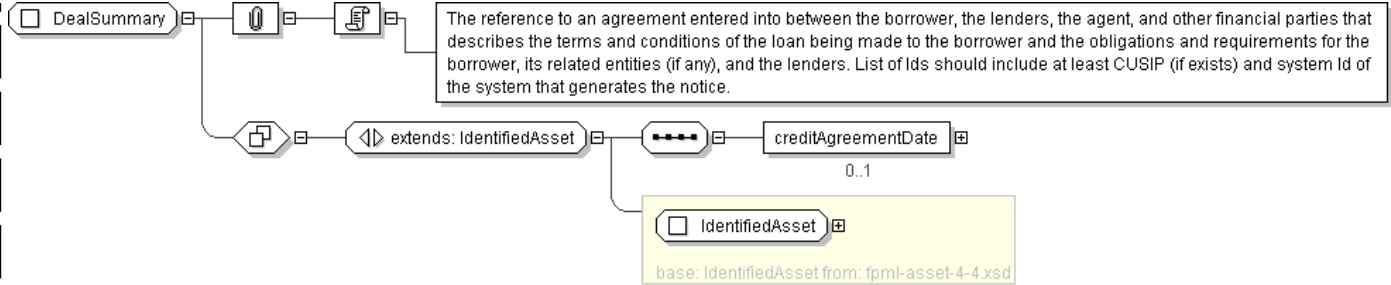 DealSummary
The reference to an agreement entered into between the borrower, the lenders, the agent, and other financial parties that
describes the terms and conditions of the loan being made to the borrower and the obligations and requirements for the
borrower, its related entities (if any), and the lenders. List of Ids should include at least CUSIP (if exists) and system Id of
the system that generates the notice.
extends: IdentifiedAsset
creditAgreementDate
0..1
IdentifiedAsset
base: IdentifiedAsset from: fpml-asset-4-4.xsd